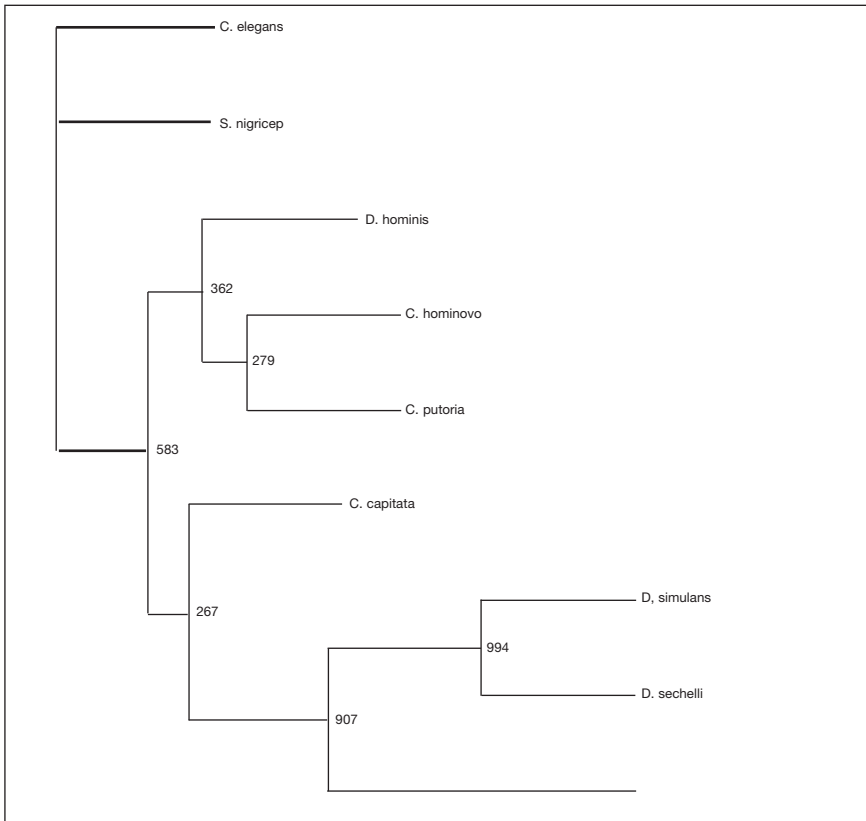 C. elegans
S. nigricep
D. hominis
362
C. hominovo
279
C. putoria
583
C. capitata
D, simulans
267
994
D. sechelli
907